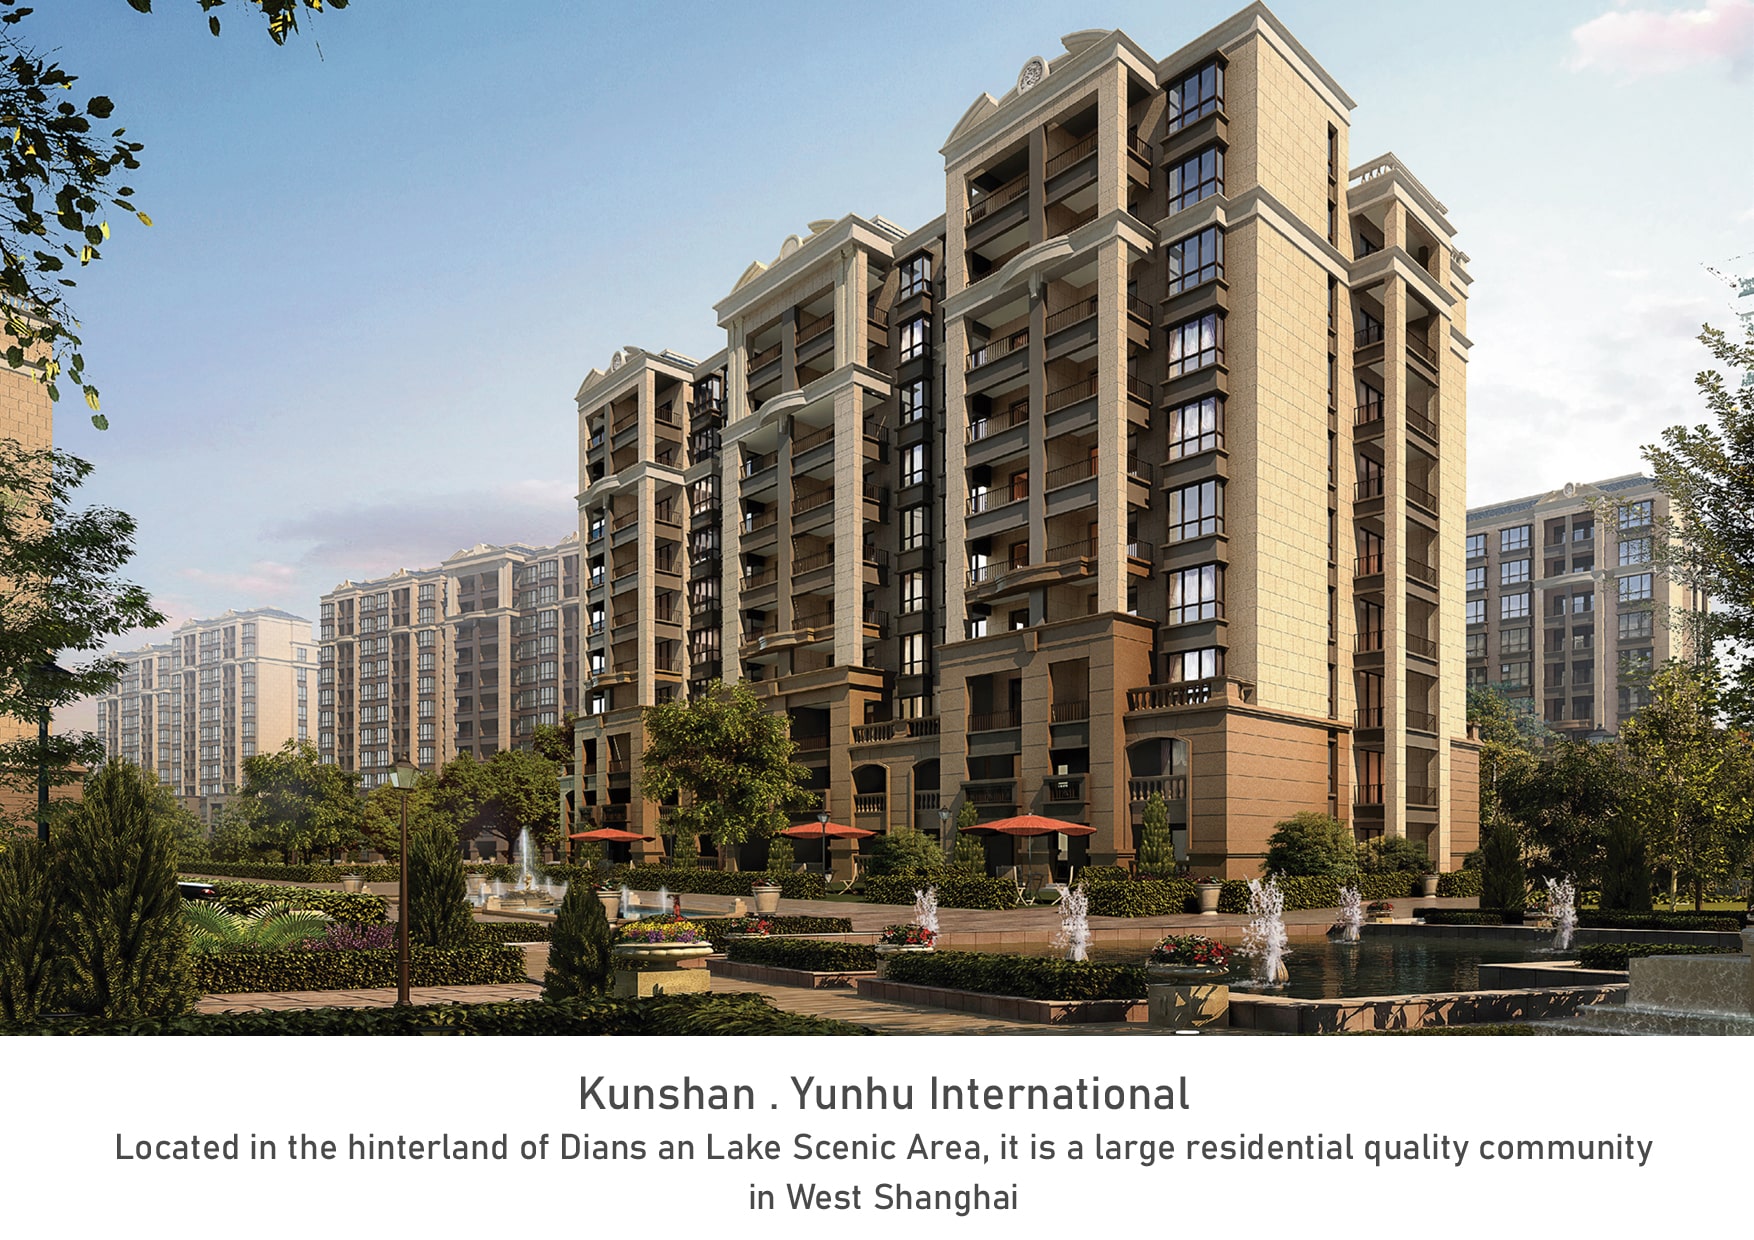 Kunshan . Yunhu International
Located in the hinterland of Dians an Lake Scenic Area, it is a large residential quality community
in West Shanghai